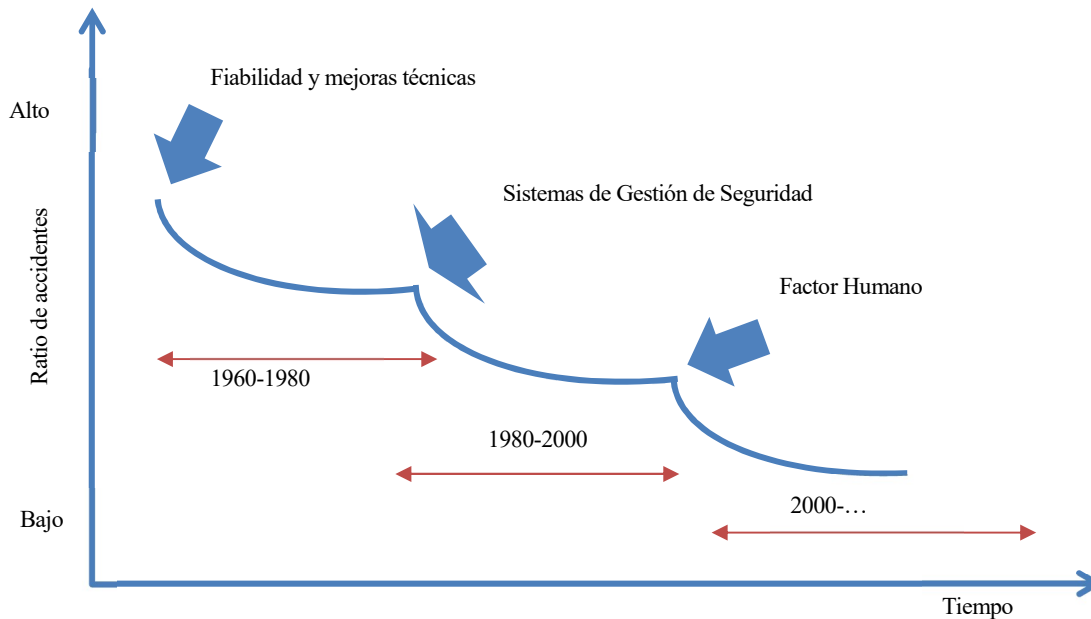 Fiabilidad y mejoras técnicas
Alto
Sistemas de Gestión de Seguridad
Ratio de accidentes
Factor Humano
1960-1980
1980-2000
2000-…
Bajo
Tiempo